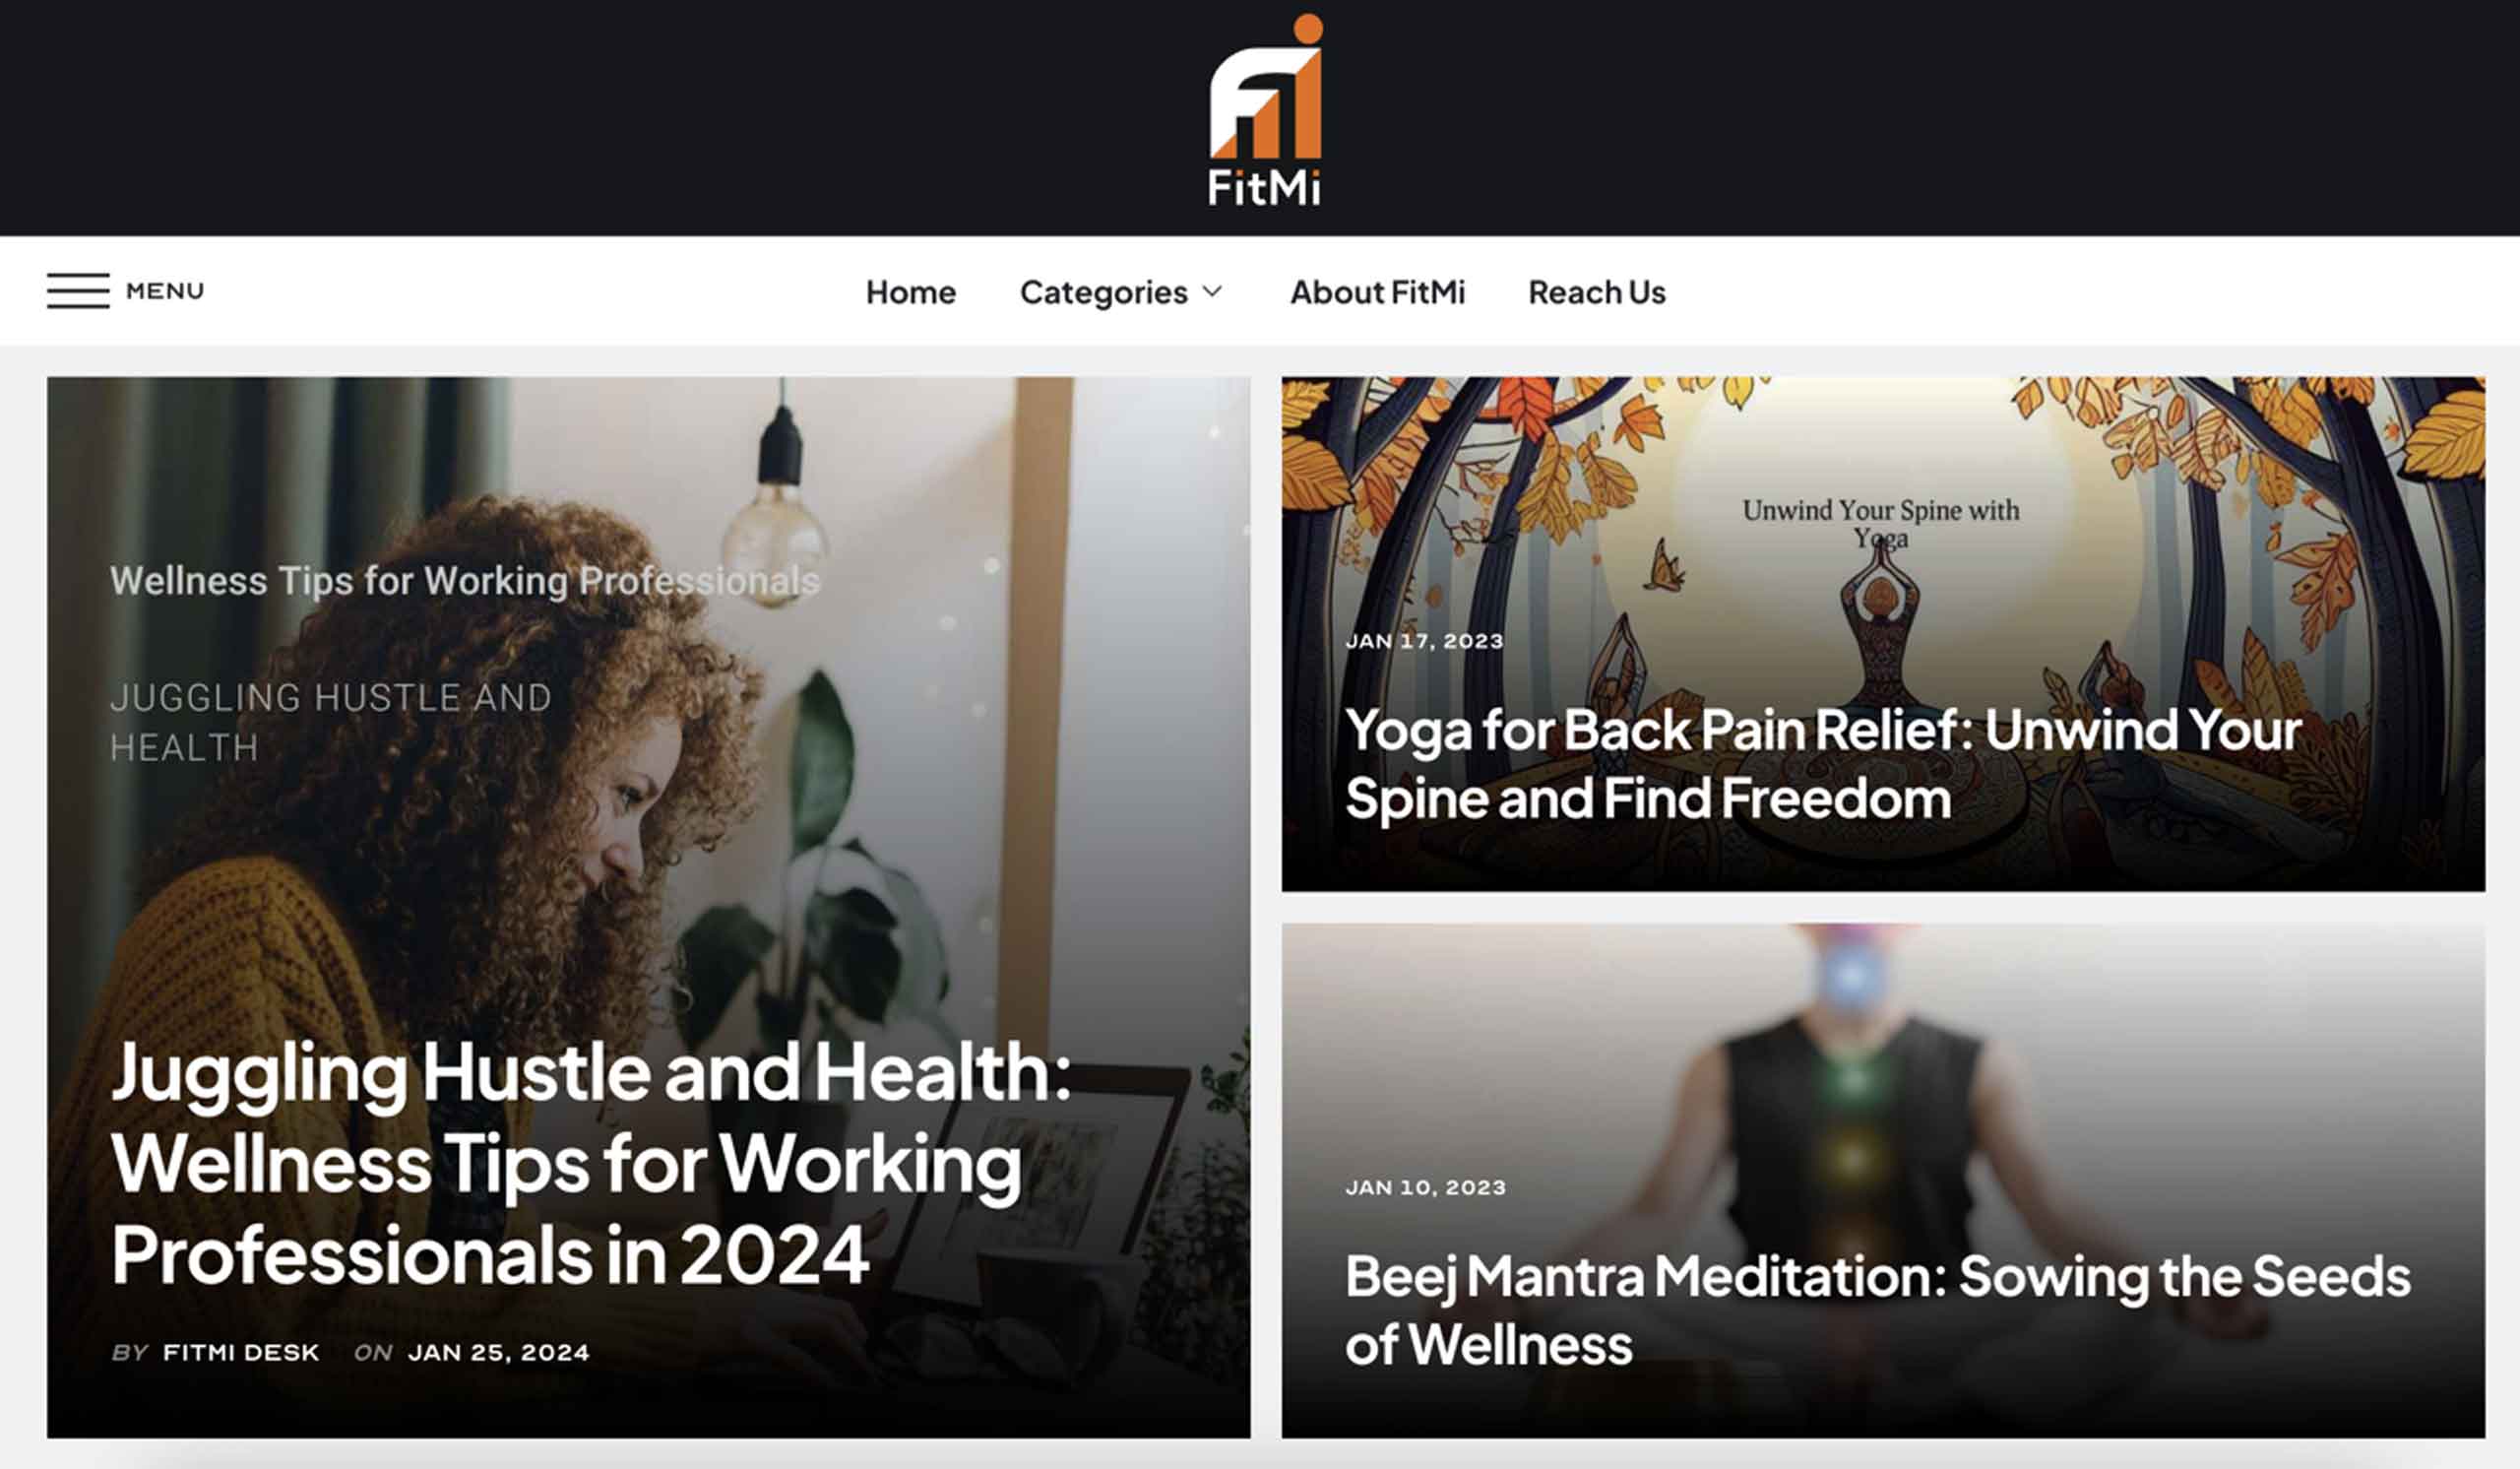 FitMi
MENU
Home
Categories
About FitMi
Reach Us
Wellness Tips for Working Professionals
JUGGLING HUSTLE AND
HEALTH
Juggling Hustle and Health:
Wellness Tips for Working
Professionals in 2024
BY FITMI DESK ON JAN 25, 2024
Unwind Your Spine with
Yoga
JAN 17, 2023
Yoga for Back Pain Relief: Unwind Your
Spine and Find Freedom
JAN 10, 2023
Beej Mantra Meditation: Sowing the Seeds
of Wellness